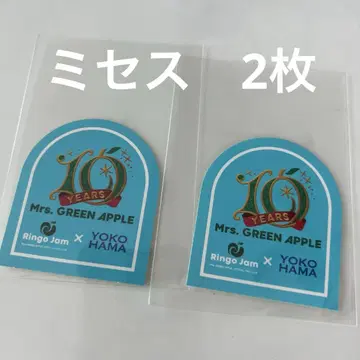 ミセス 2枚
10
YEARS
Mrs. GREEN APPLE
Ringo Jam × YOKO
HAMA
10
YEARS
Mrs. GREEN APPLE
Ringo Jam × YOKO
HAMA